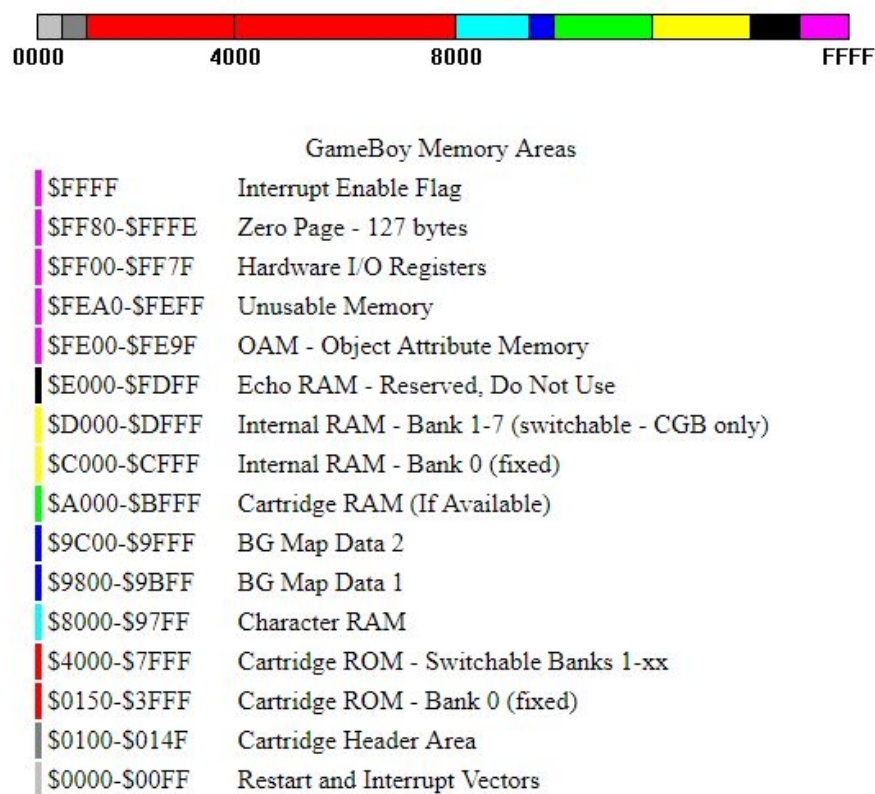 0000 4000 8000 FFFF
GameBoy Memory Areas
$FFFF Interrupt Enable Flag
$FF80-$FFFE Zero Page - 127 bytes
$FF00-$FF7F Hardware I/O Registers
$FEA0-$FEFF Unusable Memory
$FE00-$FE9F OAM - Object Attribute Memory
$E000-$FDFF Echo RAM - Reserved, Do Not Use
$D000-$DFFF Internal RAM - Bank 1-7 (switchable - CGB only)
$C000-$CFFF Internal RAM - Bank 0 (fixed)
$A000-$BFFF Cartridge RAM (If Available)
$9C00-$9FFF BG Map Data 2
$9800-$9BFF BG Map Data 1
$8000-$97FF Character RAM
$4000-$7FFF Cartridge ROM - Switchable Banks 1-xx
$0150-$3FFF Cartridge ROM - Bank 0 (fixed)
$0100-$014F Cartridge Header Area
$0000-$00FF Restart and Interrupt Vectors